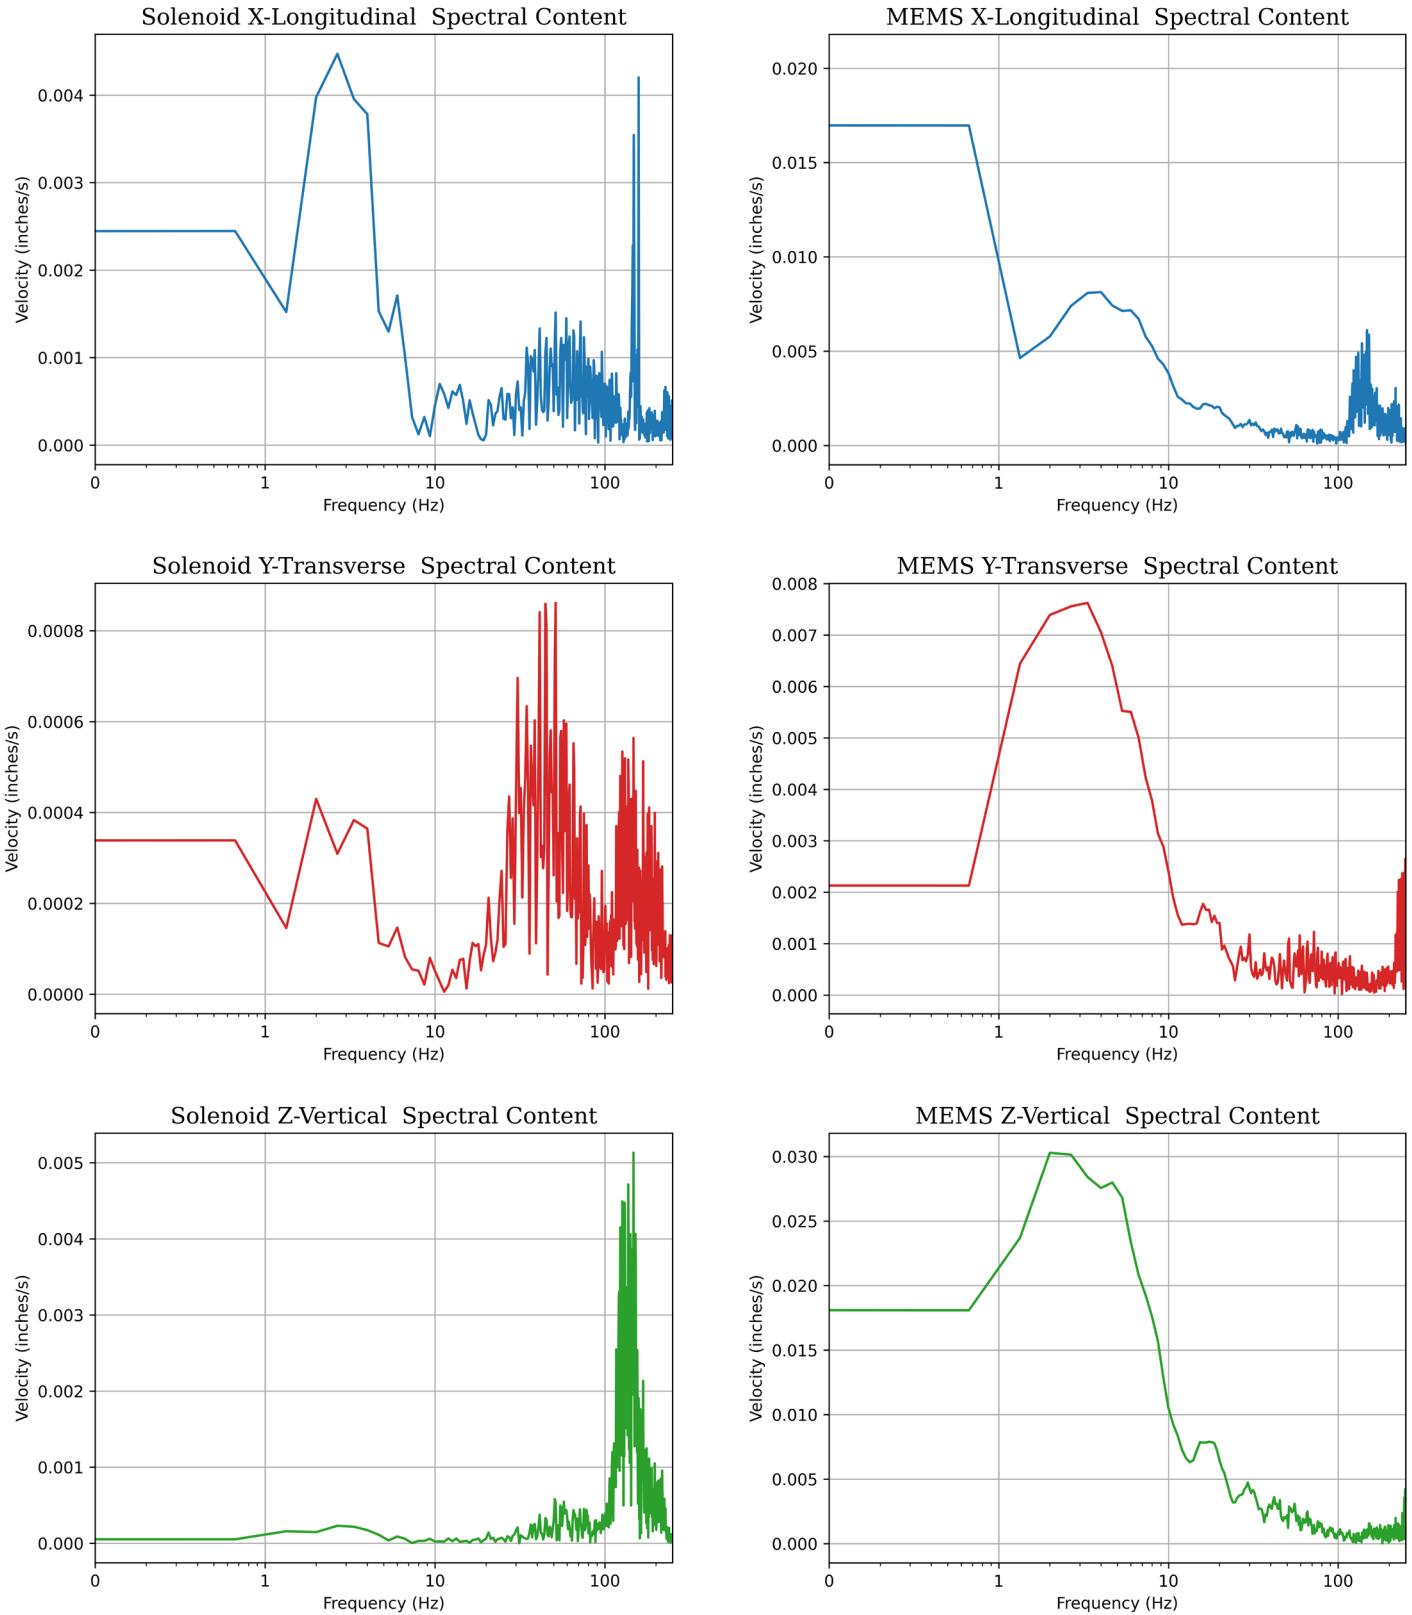 Solenoid X-Longitudinal  Spectral Content
Velocity (inches/s)
0.004
0.003
0.002
0.001
0.000
0 1 10 100
Frequency (Hz)
MEMS X-Longitudinal  Spectral Content
Velocity (inches/s)
0.020
0.015
0.010
0.005
0.000
0 1 10 100
Frequency (Hz)
Solenoid Y-Transverse  Spectral Content
Velocity (inches/s)
0.0008
0.0006
0.0004
0.0002
0.0000
0 1 10 100
Frequency (Hz)
MEMS Y-Transverse  Spectral Content
Velocity (inches/s)
0.008
0.007
0.006
0.005
0.004
0.003
0.002
0.001
0.000
0 1 10 100
Frequency (Hz)
Solenoid Z-Vertical  Spectral Content
Velocity (inches/s)
0.005
0.004
0.003
0.002
0.001
0.000
0 1 10 100
Frequency (Hz)
MEMS Z-Vertical  Spectral Content
Velocity (inches/s)
0.030
0.025
0.020
0.015
0.010
0.005
0.000
0 1 10 100
Frequency (Hz)